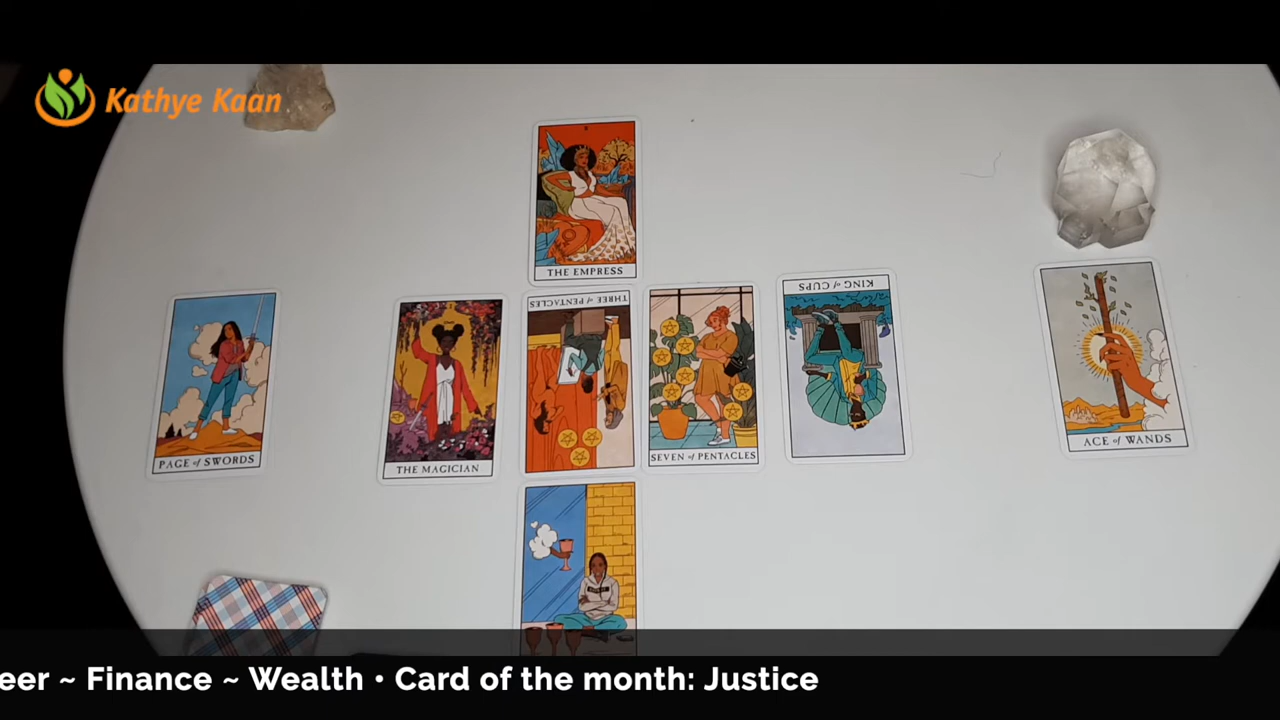 Kathye Kaan
THE EMPRESS
KING of CUPS
THREE of PENTACLES
PAGE of SWORDS
THE MAGICIAN
SEVEN of PENTACLES
ACE of WANDS
eer ~ Finance ~ Wealth • Card of the month: Justice